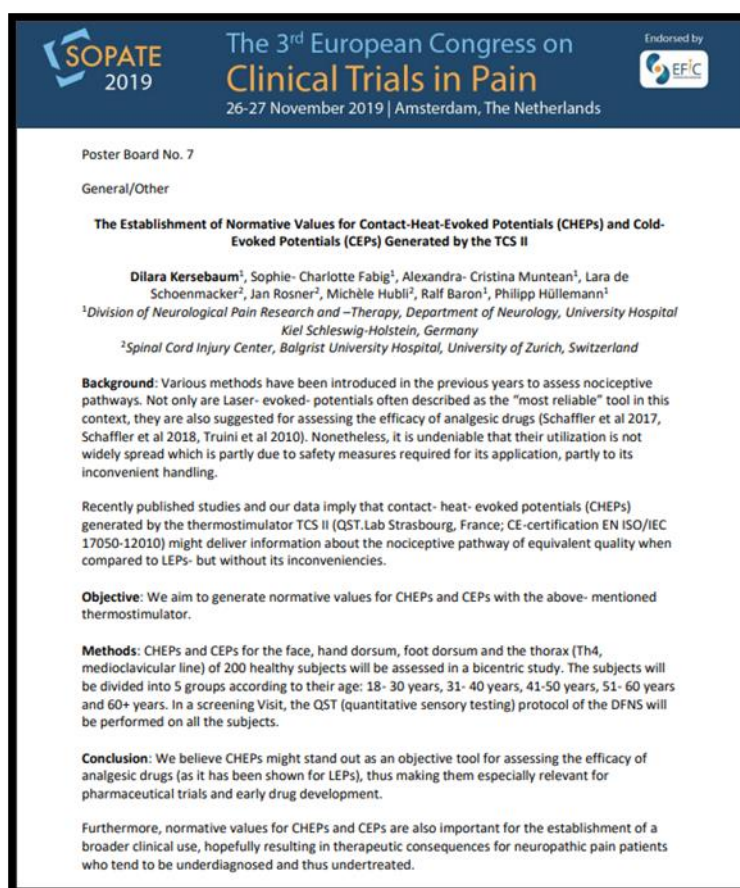 SOPATE
2019
The 3rd European Congress on
Clinical Trials in Pain
26-27 November 2019 | Amsterdam, The Netherlands
Endorsed by
EFIC
Poster Board No. 7
General/Other
The Establishment of Normative Values for Contact-Heat-Evoked Potentials (CHEPs) and Cold-
Evoked Potentials (CEPs) Generated by the TCS II
Dilara Kersebaum1, Sophie- Charlotte Fabig1, Alexandra- Cristina Muntean1, Lara de
Schoenmacker2, Jan Rosner2, Michèle Hubli2, Ralf Baron1, Philipp Hüllemann1
1Division of Neurological Pain Research and –Therapy, Department of Neurology, University Hospital
Kiel Schleswig-Holstein, Germany
2Spinal Cord Injury Center, Balgrist University Hospital, University of Zurich, Switzerland
Background: Various methods have been introduced in the previous years to assess nociceptive
pathways. Not only are Laser- evoked- potentials often described as the “most reliable” tool in this
context, they are also suggested for assessing the efficacy of analgesic drugs (Schaffler et al 2017,
Schaffler et al 2018, Truini et al 2010). Nonetheless, it is undeniable that their utilization is not
widely spread which is partly due to safety measures required for its application, partly to its
inconvenient handling.
Recently published studies and our data imply that contact- heat- evoked potentials (CHEPs)
generated by the thermostimulator TCS II (QST.Lab Strasbourg, France; CE-certification EN ISO/IEC
17050-12010) might deliver information about the nociceptive pathway of equivalent quality when
compared to LEPs- but without its inconveniencies.
Objective: We aim to generate normative values for CHEPs and CEPs with the above- mentioned
thermostimulator.
Methods: CHEPs and CEPs for the face, hand dorsum, foot dorsum and the thorax (Th4,
medioclavicular line) of 200 healthy subjects will be assessed in a bicentric study. The subjects will
be divided into 5 groups according to their age: 18- 30 years, 31- 40 years, 41-50 years, 51- 60 years
and 60+ years. In a screening Visit, the QST (quantitative sensory testing) protocol of the DFNS will
be performed on all the subjects.
Conclusion: We believe CHEPs might stand out as an objective tool for assessing the efficacy of
analgesic drugs (as it has been shown for LEPs), thus making them especially relevant for
pharmaceutical trials and early drug development.
Furthermore, normative values for CHEPs and CEPs are also important for the establishment of a
broader clinical use, hopefully resulting in therapeutic consequences for neuropathic pain patients
who tend to be underdiagnosed and thus undertreated.